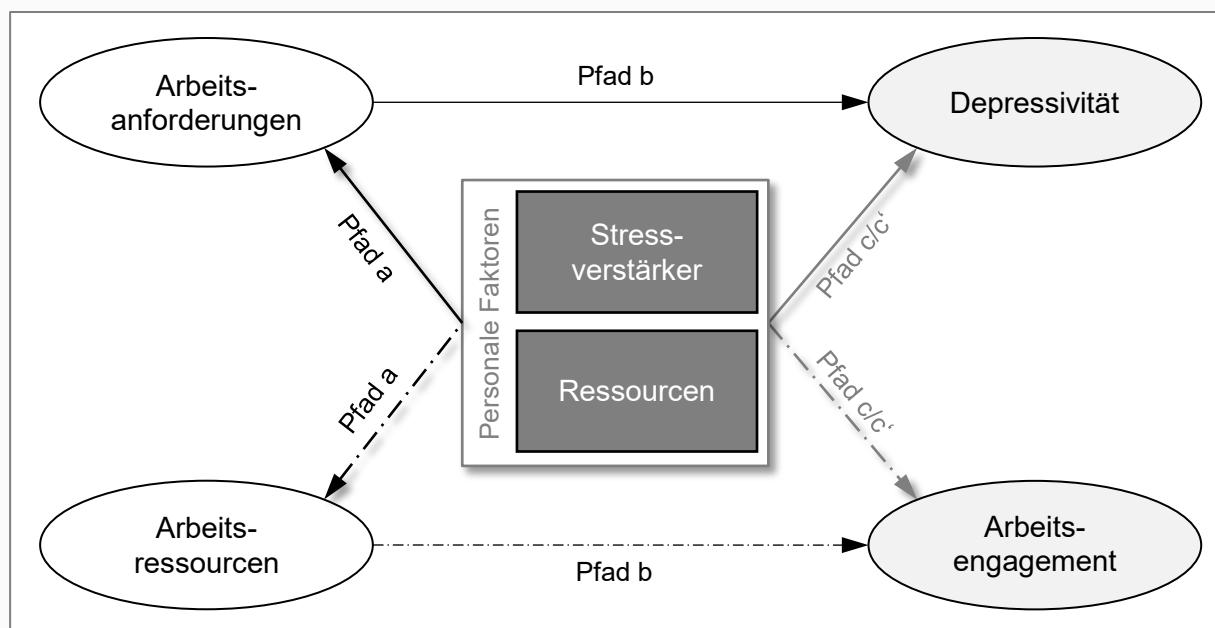 Arbeits-
anforderungen
Pfad b
Depressivität
Pfad a
Personale Faktoren
Stress-
verstärker
Pfad c/c‘
Pfad a
Ressourcen
Pfad c/c‘
Arbeits-
ressourcen
Pfad b
Arbeits-
engagement